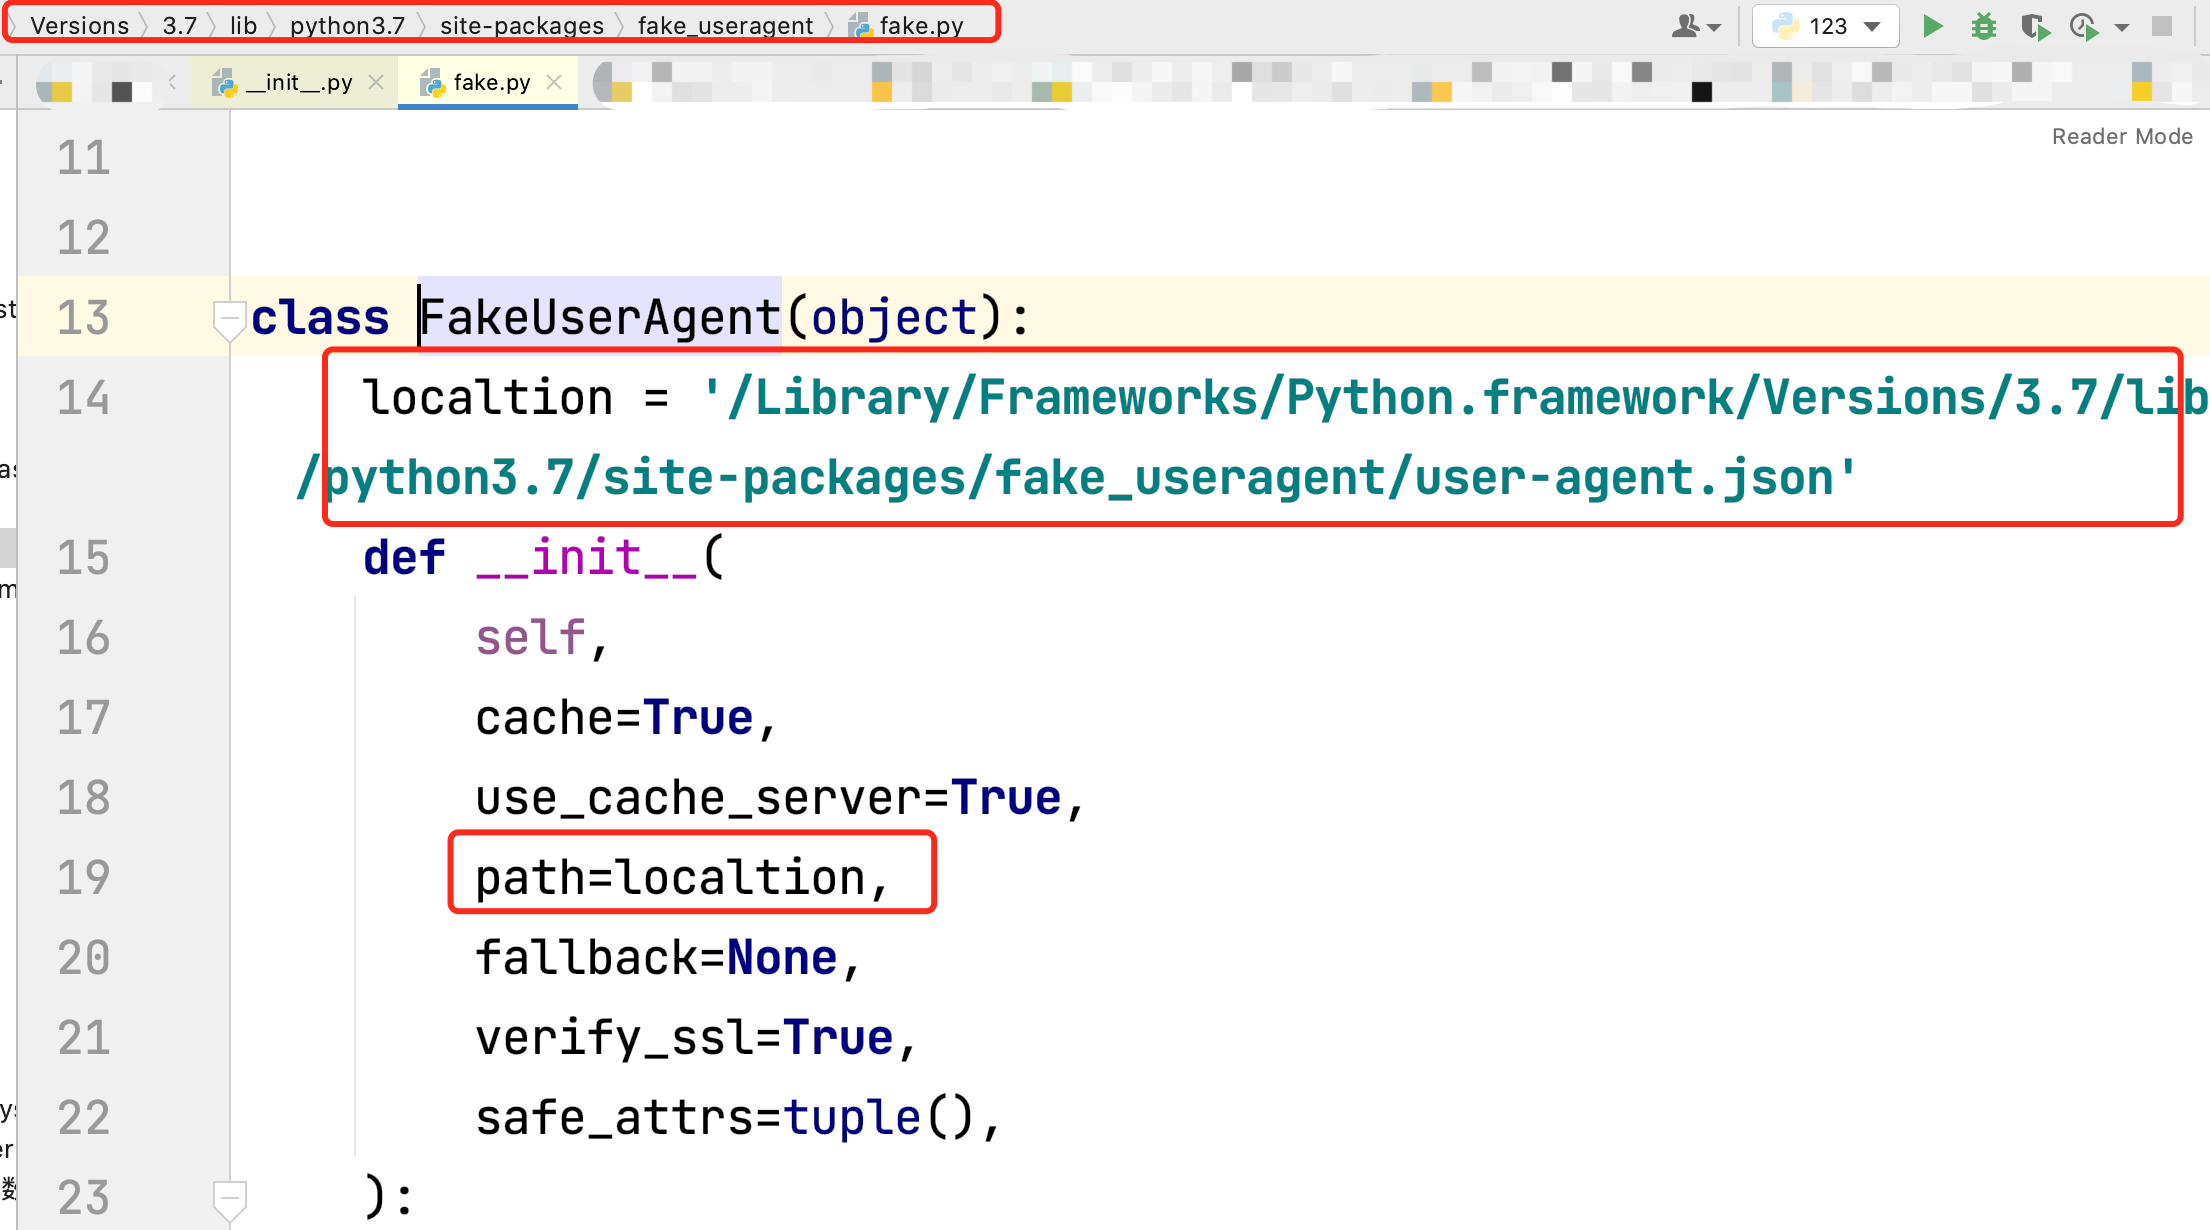 Versions 3.7 lib python3.7 site-packages fake_useragent fake.py 123
__init__.py fake.py
Reader Mode
11
12
13 class FakeUserAgent(object):
14 localtion = '/Library/Frameworks/Python.framework/Versions/3.7/lib
/python3.7/site-packages/fake_useragent/user-agent.json'
15 def __init__(
16 self,
17 cache=True,
18 use_cache_server=True,
19 path=localtion,
20 fallback=None,
21 verify_ssl=True,
22 safe_attrs=tuple(),
23 ):